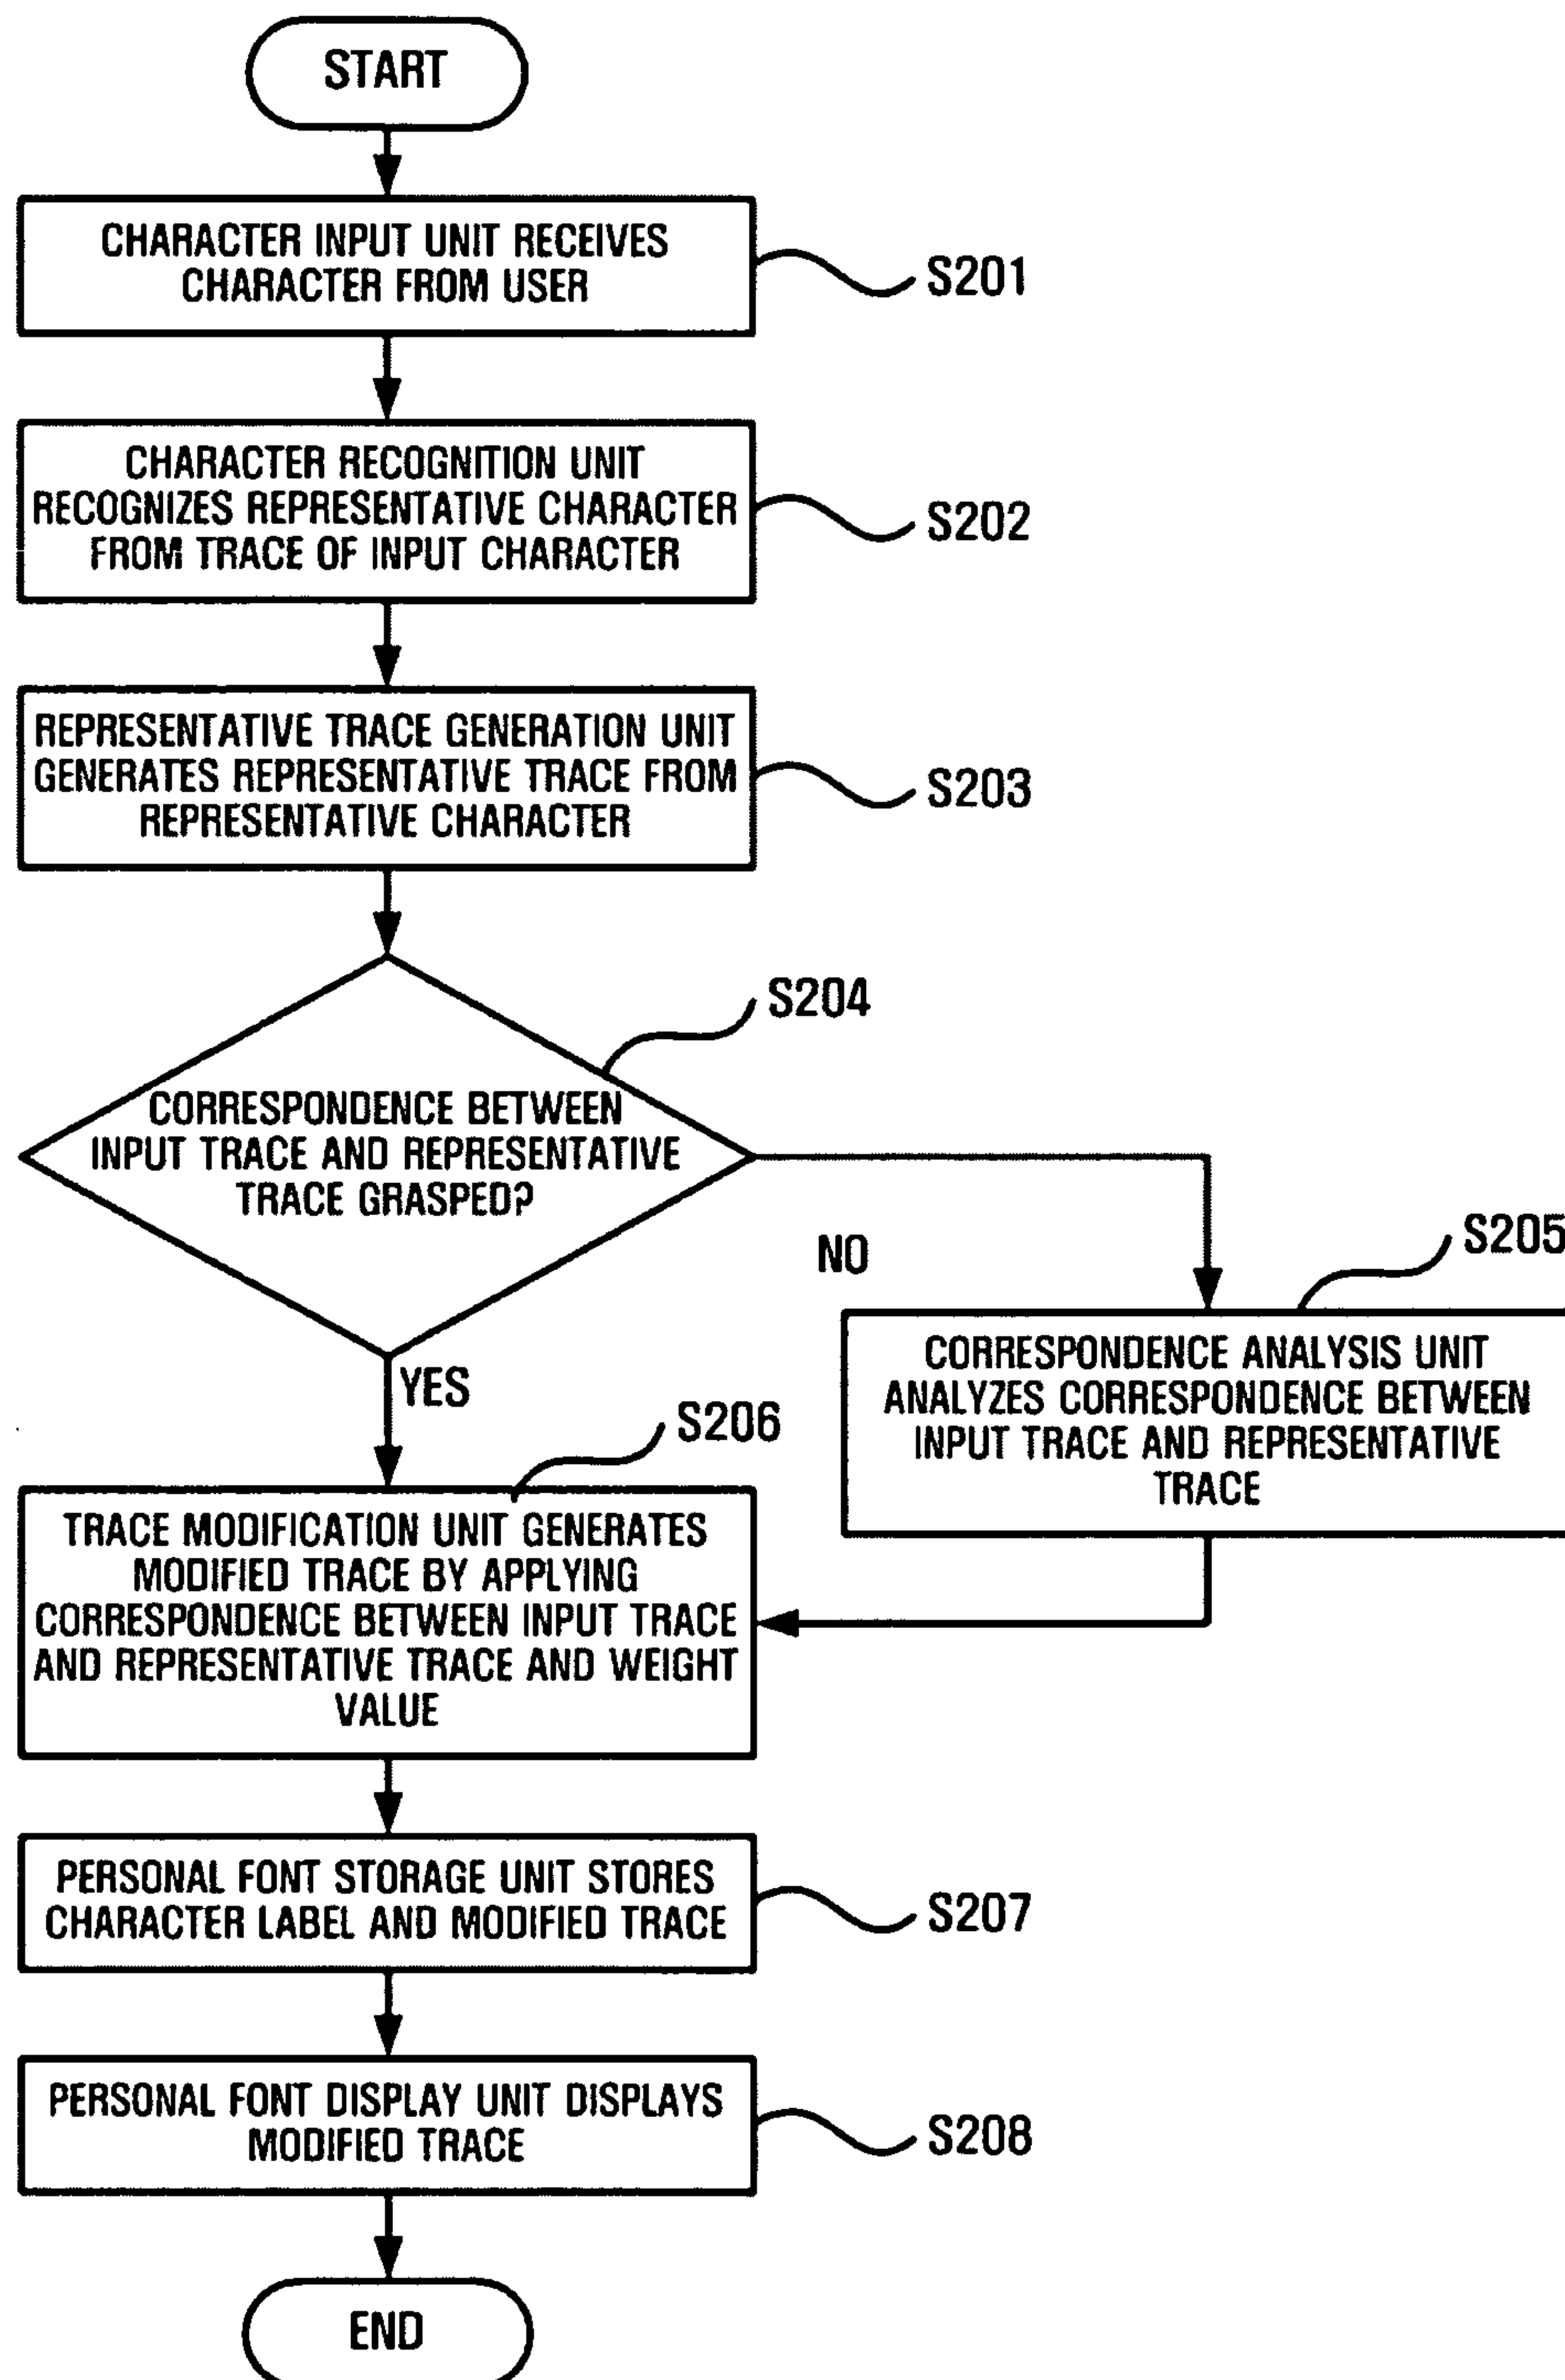 START
CHARACTER INPUT UNIT RECEIVES
CHARACTER FROM USER
S201
CHARACTER RECOGNITION UNIT
RECOGNIZES REPRESENTATIVE CHARACTER
FROM TRACE OF INPUT CHARACTER
S202
REPRESENTATIVE TRACE GENERATION UNIT
GENERATES REPRESENTATIVE TRACE FROM
REPRESENTATIVE CHARACTER
S203
S204
CORRESPONDENCE BETWEEN
INPUT TRACE AND REPRESENTATIVE
TRACE GRASPED?
NO
S205
CORRESPONDENCE ANALYSIS UNIT
ANALYZES CORRESPONDENCE BETWEEN
INPUT TRACE AND REPRESENTATIVE
TRACE
YES
S206
TRACE MODIFICATION UNIT GENERATES
MODIFIED TRACE BY APPLYING
CORRESPONDENCE BETWEEN INPUT TRACE
AND REPRESENTATIVE TRACE AND WEIGHT
VALUE
PERSONAL FONT STORAGE UNIT STORES
CHARACTER LABEL AND MODIFIED TRACE
S207
PERSONAL FONT DISPLAY UNIT DISPLAYS
MODIFIED TRACE
S208
END